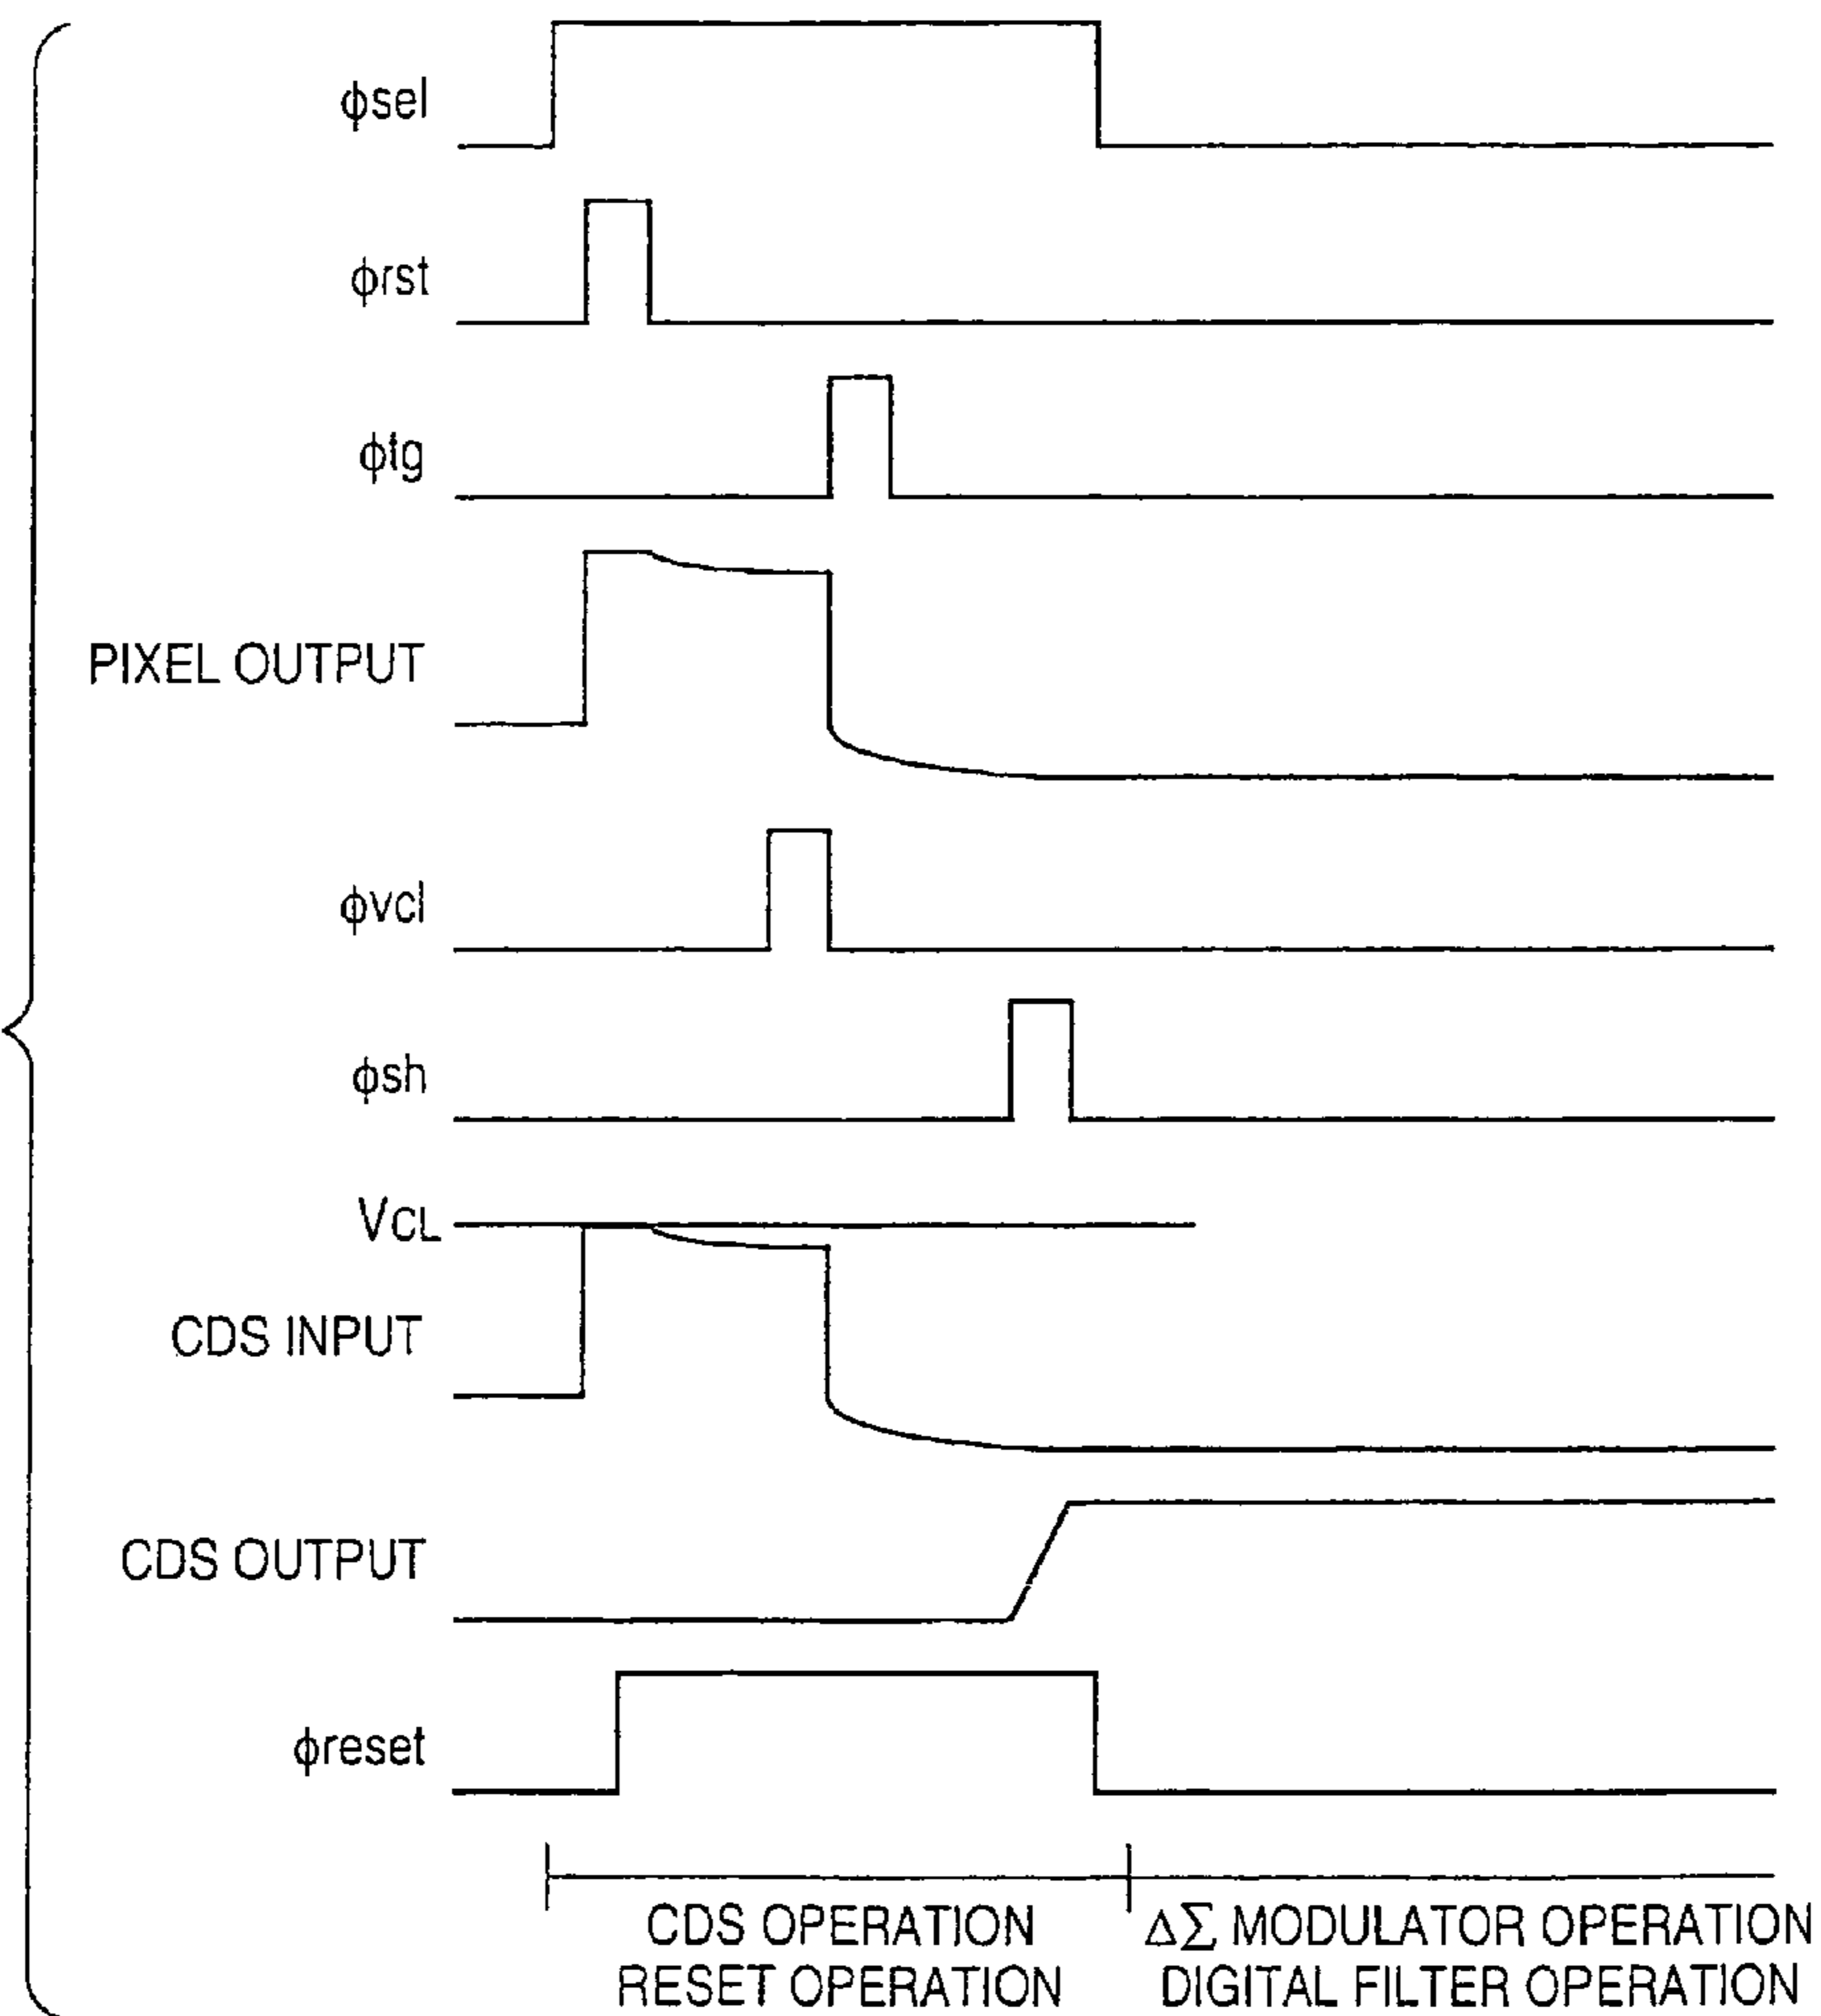 ϕsel
ϕrst
ϕtg
PIXEL OUTPUT
ϕvcl
ϕsh
VCL
CDS INPUT
CDS OUTPUT
ϕreset
CDS OPERATION
RESET OPERATION
ΔΣ MODULATOR OPERATION
DIGITAL FILTER OPERATION